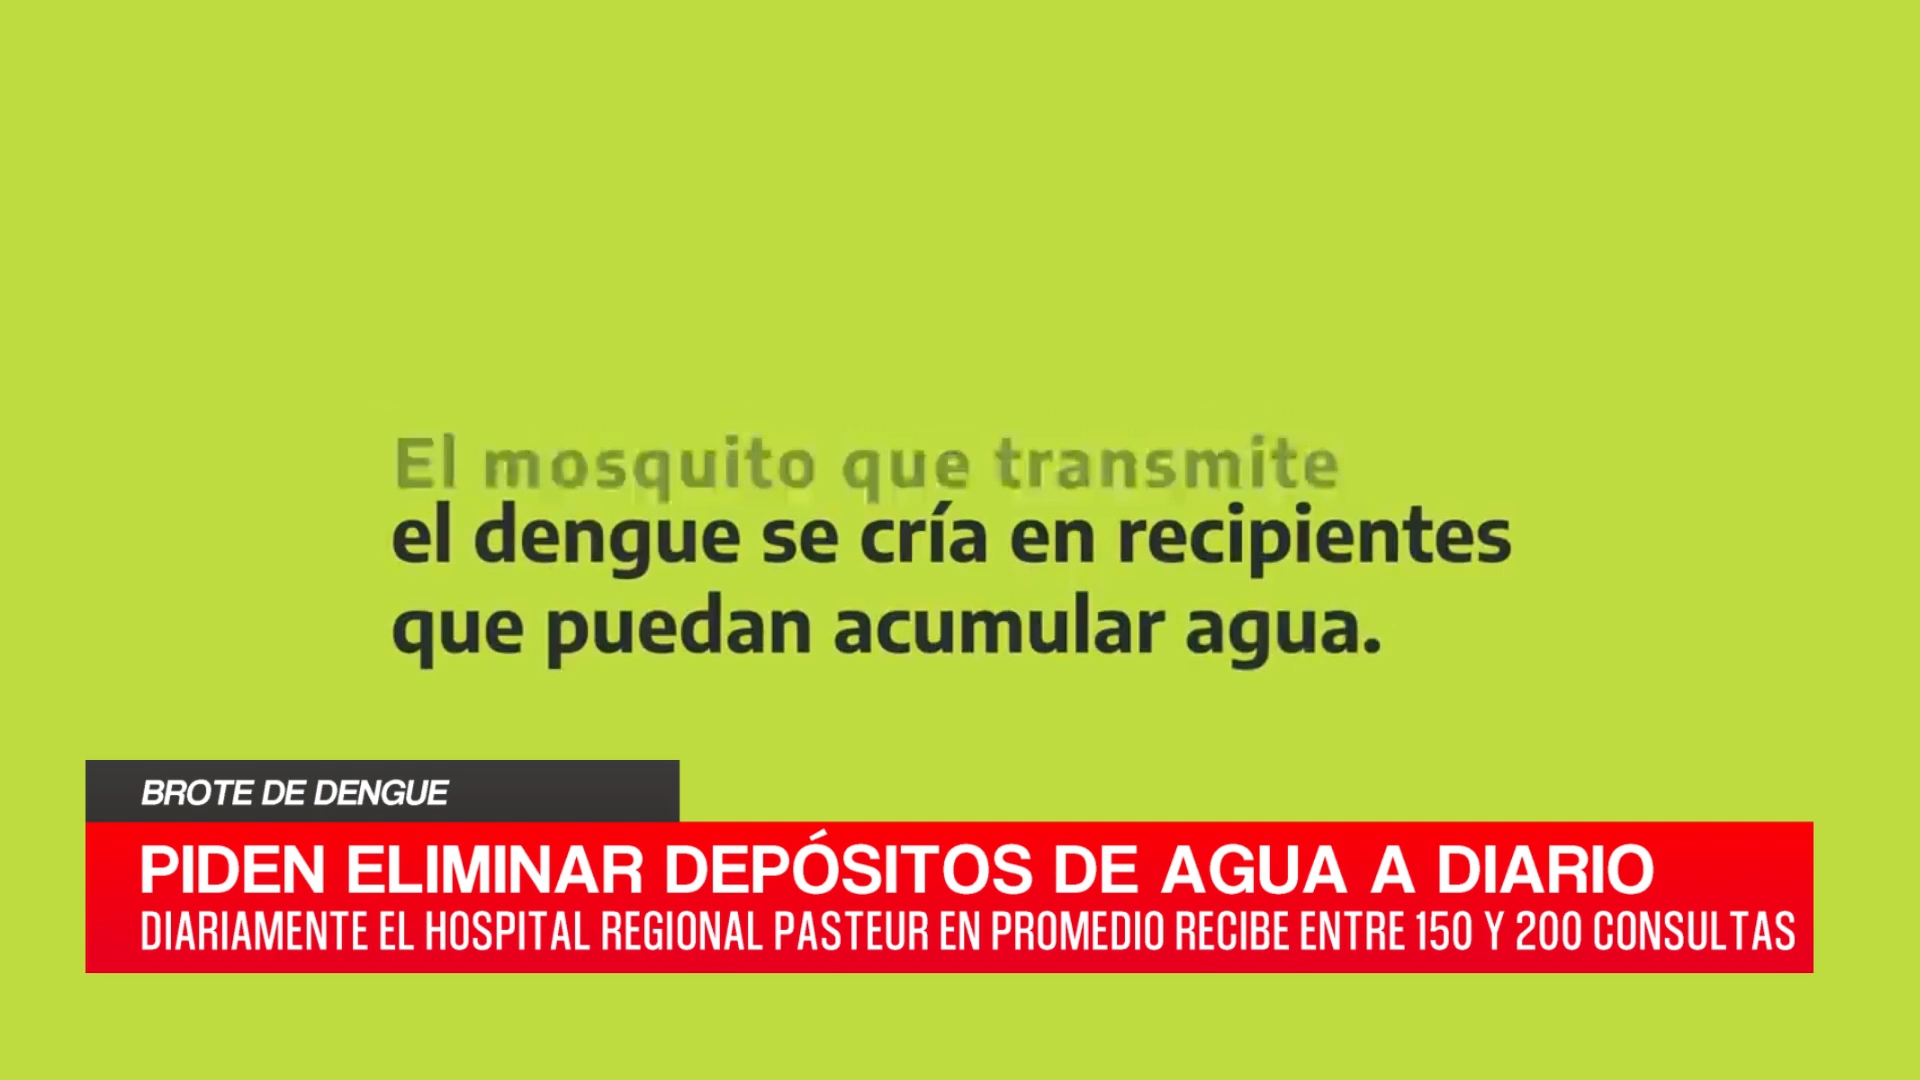 El mosquito que transmite
el dengue se cría en recipientes
que puedan acumular agua.
BROTE DE DENGUE
PIDEN ELIMINAR DEPÓSITOS DE AGUA A DIARIO
DIARIAMENTE EL HOSPITAL REGIONAL PASTEUR EN PROMEDIO RECIBE ENTRE 150 Y 200 CONSULTAS